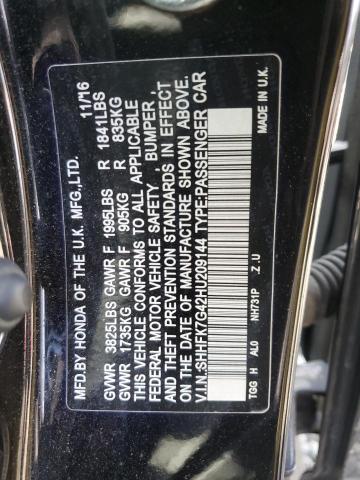 MFD.BY HONDA OF THE U.K. MFG.,LTD. 11/16
GVWR 3825LBS GAWR F 1995LBS R 1841LBS
GVWR 1735KG GAWR F 905KG R 835KG
THIS VEHICLE CONFORMS TO ALL APPLICABLE
FEDERAL MOTOR VEHICLE SAFETY , BUMPER ,
AND THEFT PREVENTION STANDARDS IN EFFECT
ON THE DATE OF MANUFACTURE SHOWN ABOVE.
V.I.N.:SHHFK7G42HU209144 TYPE:PASSENGER CAR
TGG H AL0 NH731P .Z .U MADE IN U.K.